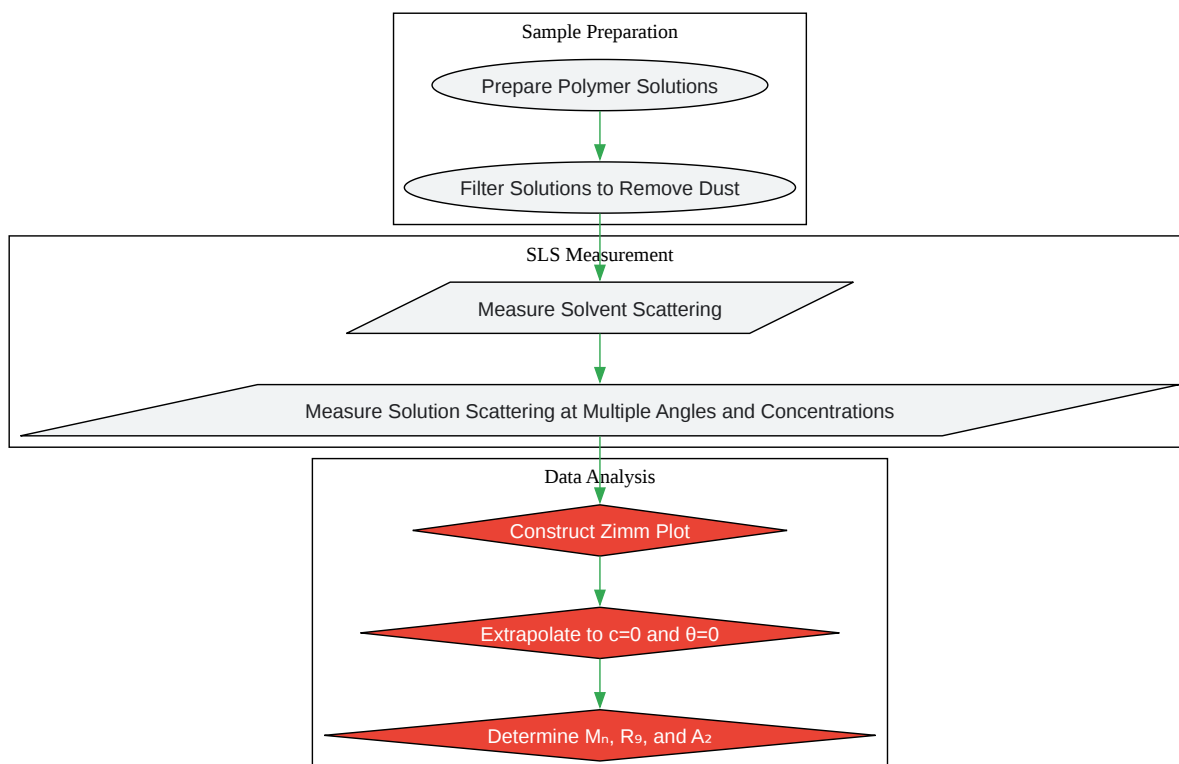 Sample Preparation
Prepare Polymer Solutions
Filter Solutions to Remove Dust
SLS Measurement
Measure Solvent Scattering
Measure Solution Scattering at Multiple Angles and Concentrations
Data Analysis
Construct Zimm Plot
Extrapolate to c=0 and θ=0
Determine Mₙ, R₉, and A₂